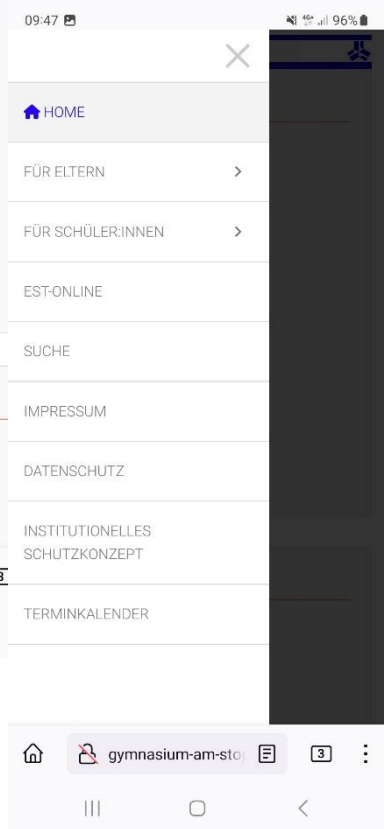 09:47
4G+ 96%
HOME
FÜR ELTERN
FÜR SCHÜLER:INNEN
EST-ONLINE
SUCHE
IMPRESSUM
DATENSCHUTZ
INSTITUTIONELLES
SCHUTZKONZEPT
TERMINKALENDER
gymnasium-am-sto
3